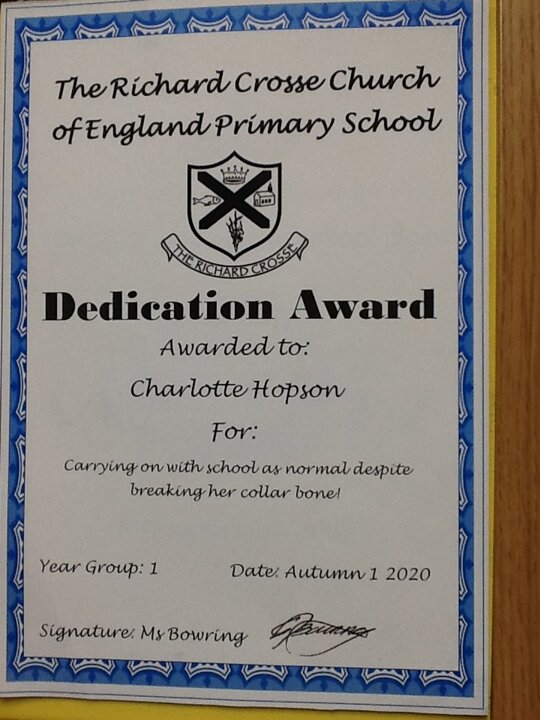 The Richard Crosse Church
of England Primary School
THE RICHARD CROSSE
Dedication Award
Awarded to:
Charlotte Hopson
For:
Carrying on with school as normal despite
breaking her collar bone!
Year Group: 1 Date: Autumn 1 2020
Signature: Ms Bowring